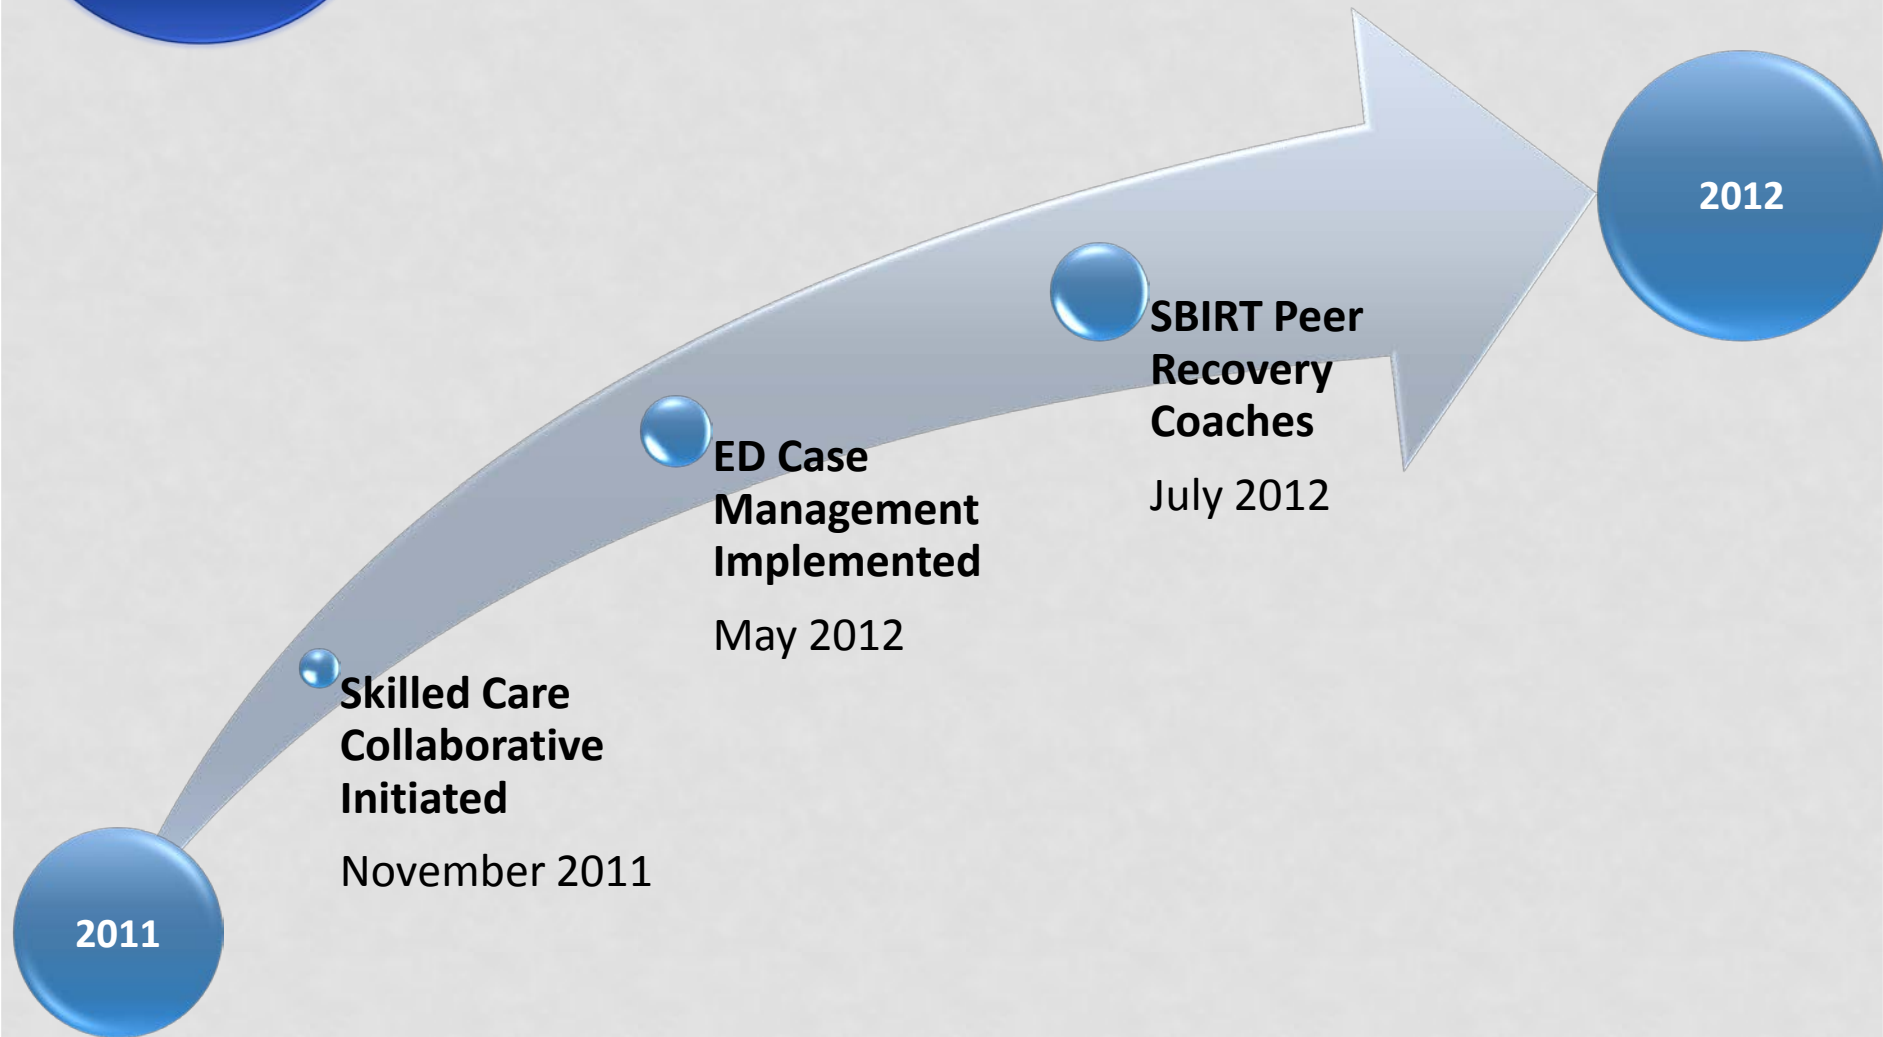 2012
SBIRT Peer
Recovery
Coaches
July 2012
ED Case
Management
Implemented
May 2012
Skilled Care
Collaborative
Initiated
November 2011
2011